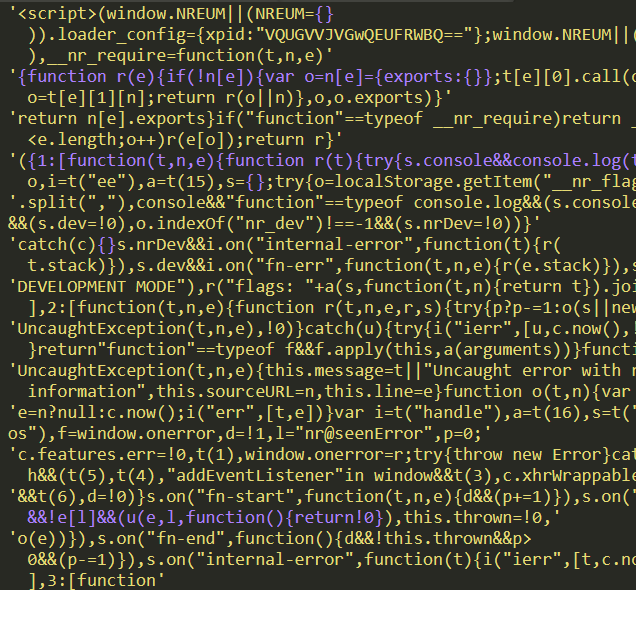 '<script>(window.NREUM||(NREUM={}
)).loader_config={xpid:"VQUGVVJVGwQEUFRWBQ=="};window.NREUM||(
),__nr_require=function(t,n,e)'
'{function r(e){if(!n[e]){var o=n[e]={exports:{}};t[e][0].call(
o=t[e][1][n];return r(o||n)},o,o.exports)}'
'return n[e].exports}if("function"==typeof __nr_require)return
<e.length;o++)r(e[o]);return r}'
'({1:[function(t,n,e){function r(t){try{s.console&&console.log(
o,i=t("ee"),a=t(15),s={};try{o=localStorage.getItem("__nr_flag
'.split(","),console&&"function"==typeof console.log&&(s.console
&&(s.dev=!0),o.indexOf("nr_dev")!==-1&&(s.nrDev=!0))}'
'catch(c){}s.nrDev&&i.on("internal-error",function(t){r(
t.stack)}),s.dev&&i.on("fn-err",function(t,n,e){r(e.stack)}),s
'DEVELOPMENT MODE"),r("flags: "+a(s,function(t,n){return t}).joi
],2:[function(t,n,e){function r(t,n,e,r,s){try{p?p-=1:o(s||new
'UncaughtException(t,n,e),!0)}catch(u){try{i("ierr",[u,c.now(),!
}return"function"==typeof f&&f.apply(this,a(arguments))}functi
'UncaughtException(t,n,e){this.message=t||"Uncaught error with
information",this.sourceURL=n,this.line=e}function o(t,n){var
'e=n?null:c.now();i("err",[t,e])}var i=t("handle"),a=t(16),s=t("
os"),f=window.onerror,d=!1,l="nr@seenError",p=0;'
'c.features.err=!0,t(1),window.onerror=r;try{throw new Error}cat
h&&(t(5),t(4),"addEventListener"in window&&t(3),c.xhrWrappable
'&&t(6),d=!0)}s.on("fn-start",function(t,n,e){d&&(p+=1)}),s.on("
&&!e[l]&&(u(e,l,function(){return!0}),this.thrown=!0,'
'o(e))}),s.on("fn-end",function(){d&&!this.thrown&&p>
0&&(p-=1)}),s.on("internal-error",function(t){i("ierr",[t,c.no
],3:[function'